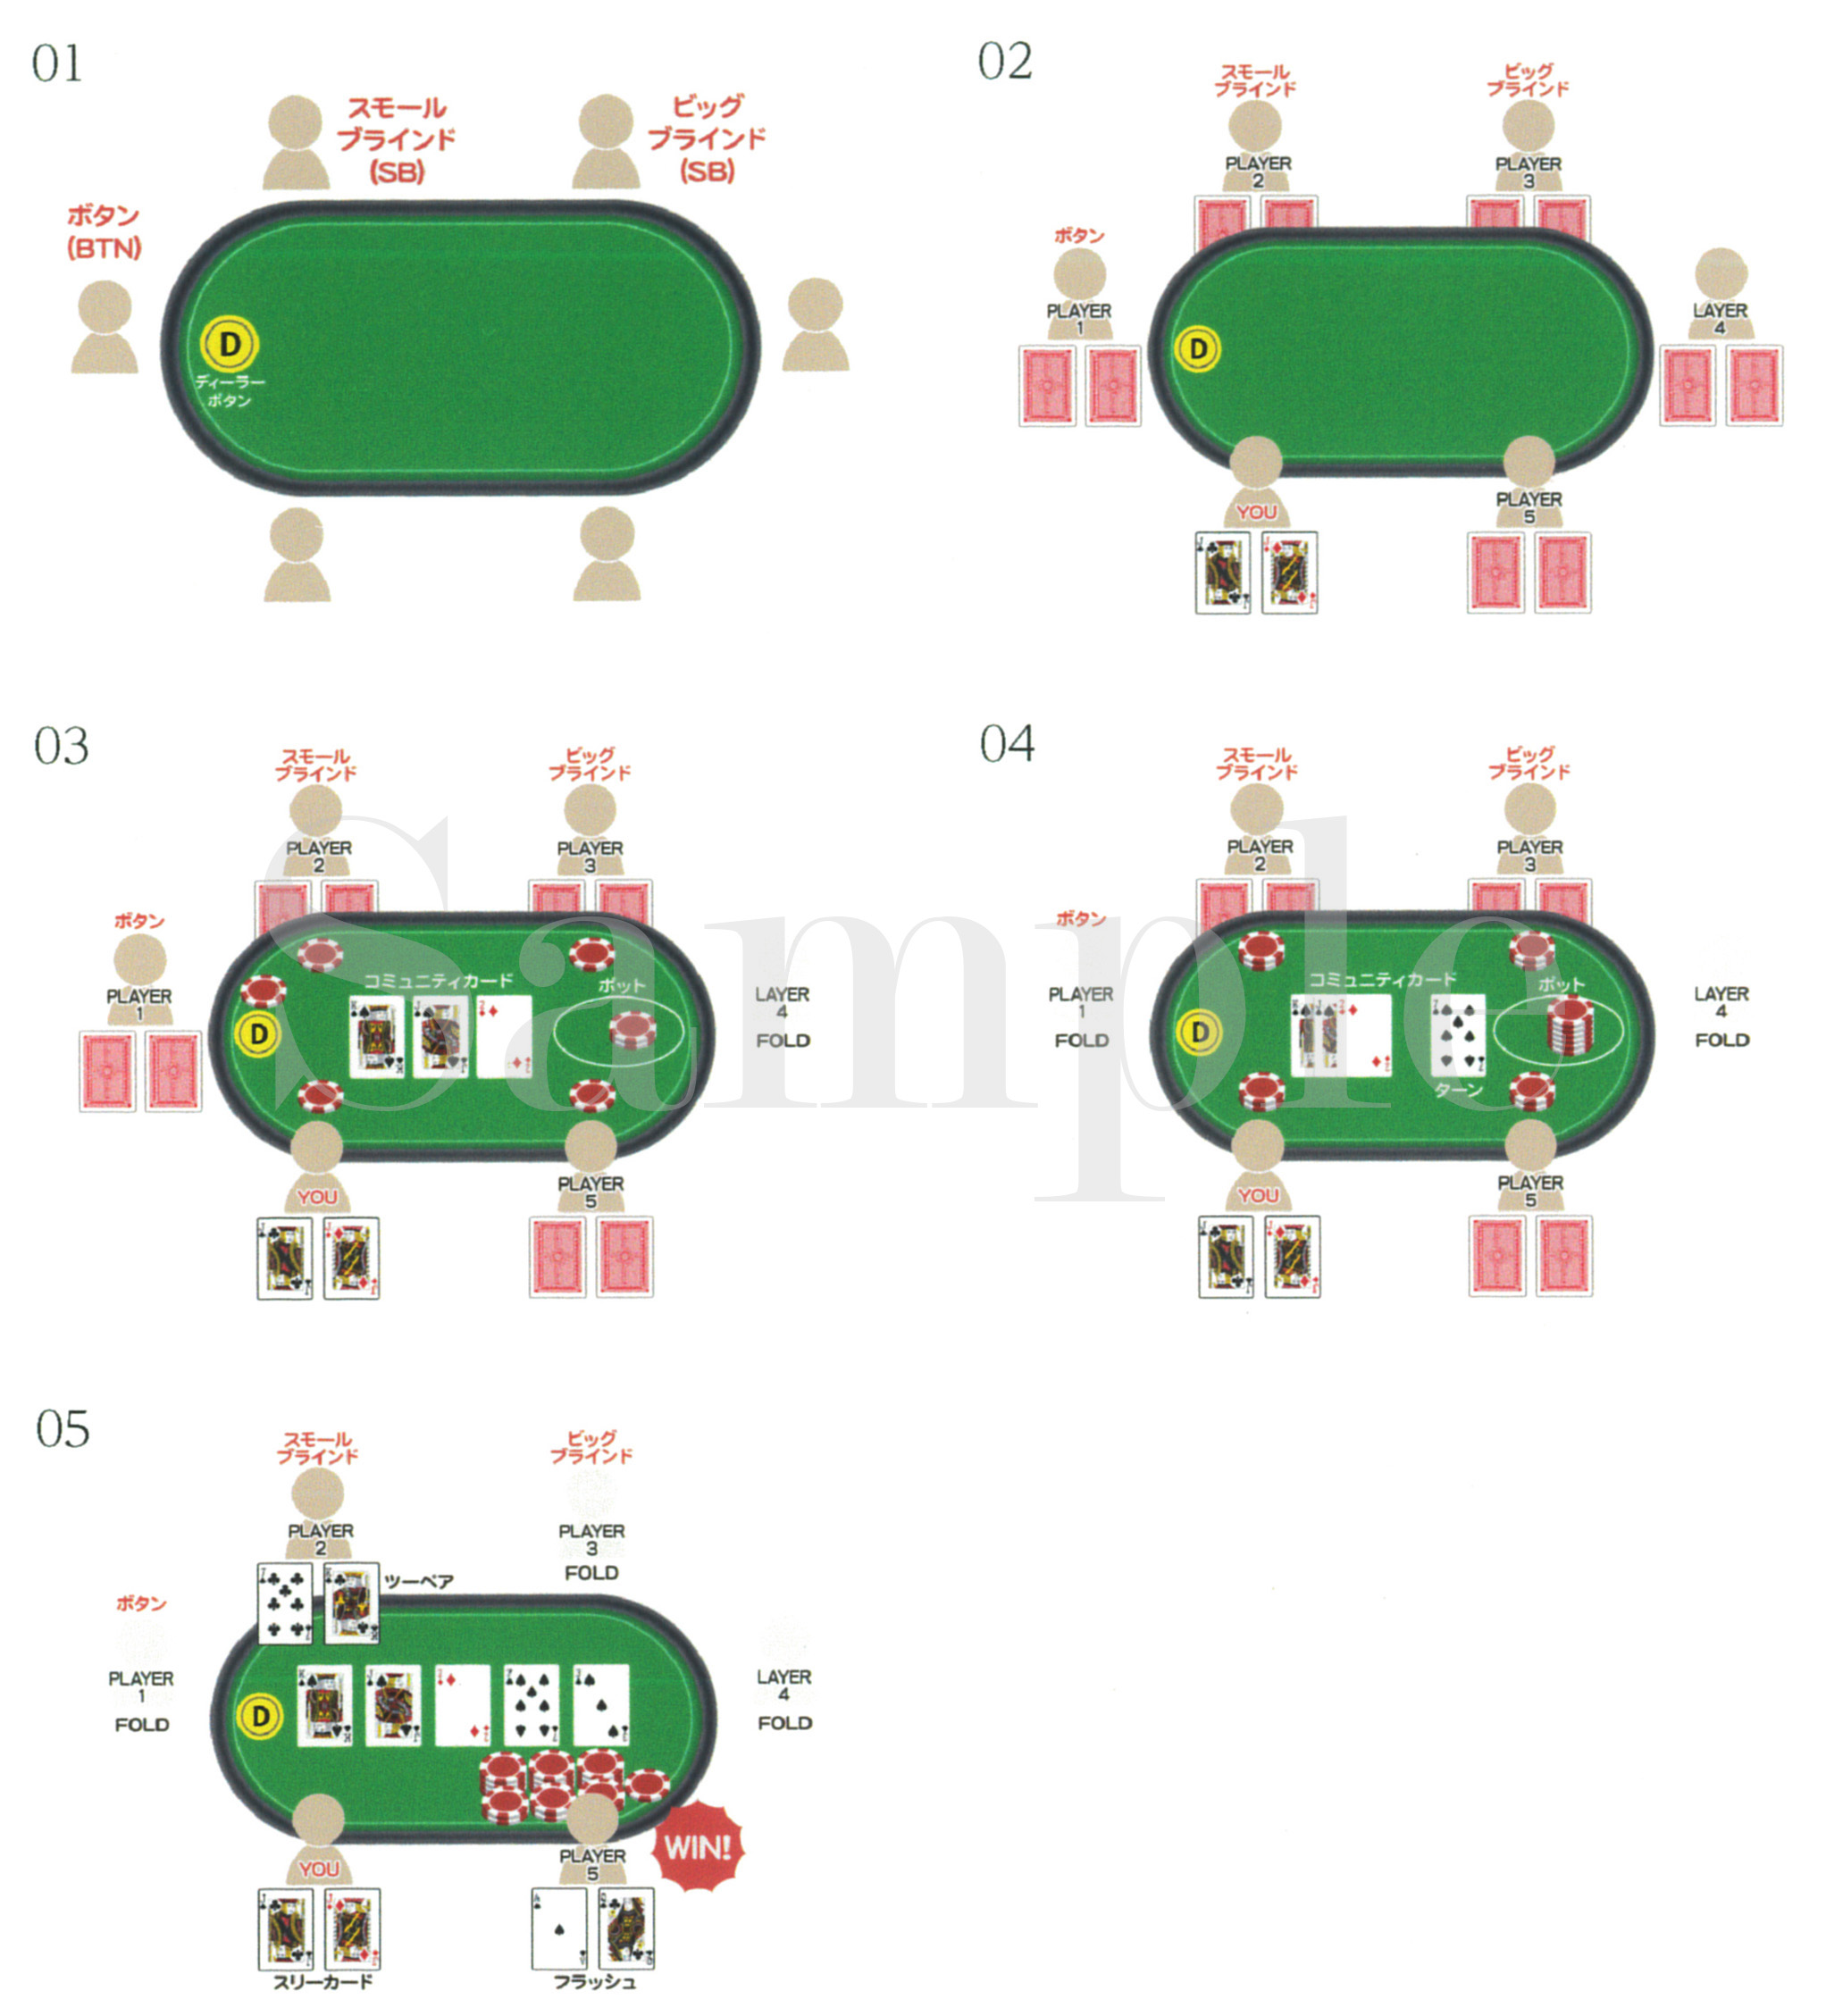 01
スモール
ブラインド
(SB)
ビッグ
ブラインド
(SB)
ボタン
(BTN)
D
ディーラー
ボタン
02
スモール
ブラインド
ビッグ
ブラインド
PLAYER
2
PLAYER
3
ボタン
PLAYER
1
LAYER
4
D
YOU
PLAYER
5
J
J
03
スモール
ブラインド
ビッグ
ブラインド
PLAYER
2
PLAYER
3
ボタン
PLAYER
1
コミュニティカード
ポット
LAYER
4
FOLD
D
K
J
2
YOU
PLAYER
5
J
J
04
スモール
ブラインド
ビッグ
ブラインド
PLAYER
2
PLAYER
3
ボタン
PLAYER
1
FOLD
コミュニティカード
ポット
LAYER
4
FOLD
D
K
J
2
7
ターン
YOU
PLAYER
5
J
J
Sample
05
スモール
ブラインド
ビッグ
ブラインド
PLAYER
2
PLAYER
3
FOLD
7
K
ツーペア
ボタン
PLAYER
1
FOLD
LAYER
4
FOLD
D
K
J
2
7
3
YOU
PLAYER
5
WIN!
J
J
A
スリーカード
フラッシュ